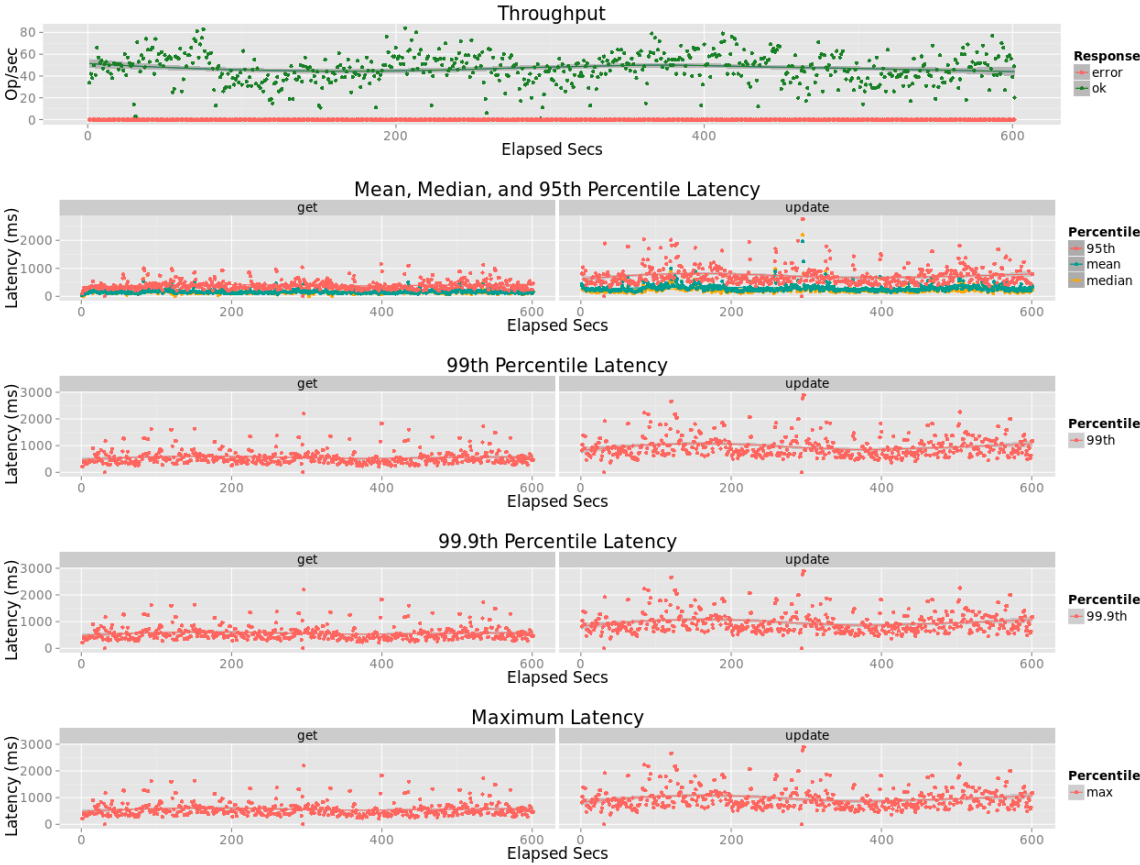 Throughput
80
60
40
20
0
Op/sec
0 200 400 600
Elapsed Secs
Response
error
ok
Mean, Median, and 95th Percentile Latency
get update
2000
1000
0
Latency (ms)
0 200 400 600 0 200 400 600
Elapsed Secs
Percentile
95th
mean
median
99th Percentile Latency
get update
3000
2000
1000
0
Latency (ms)
0 200 400 600 0 200 400 600
Elapsed Secs
Percentile
99th
99.9th Percentile Latency
get update
3000
2000
1000
0
Latency (ms)
0 200 400 600 0 200 400 600
Elapsed Secs
Percentile
99.9th
Maximum Latency
get update
3000
2000
1000
0
Latency (ms)
0 200 400 600 0 200 400 600
Elapsed Secs
Percentile
max